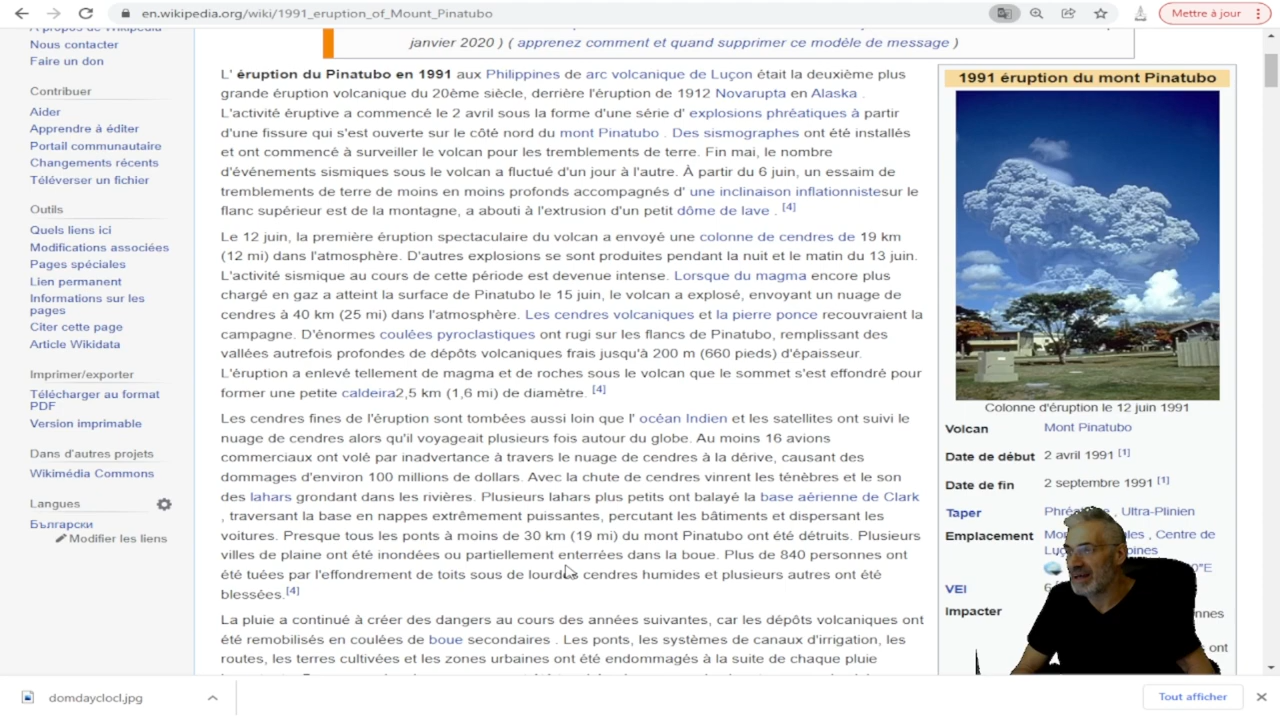 en.wikipedia.org/wiki/1991_eruption_of_Mount_Pinatubo
Mettre à jour
À propos de Wikipédia
Nous contacter
Faire un don
Contribuer
Aider
Apprendre à éditer
Portail communautaire
Changements récents
Téléverser un fichier
Outils
Quels liens ici
Modifications associées
Pages spéciales
Lien permanent
Informations sur les
pages
Citer cette page
Article Wikidata
Imprimer/exporter
Télécharger au format
PDF
Version imprimable
Dans d'autres projets
Wikimédia Commons
Langues
Български
Modifier les liens
janvier 2020 ) ( apprenez comment et quand supprimer ce modèle de message )
L' éruption du Pinatubo en 1991 aux Philippines de arc volcanique de Luçon était la deuxième plus
grande éruption volcanique du 20ème siècle, derrière l'éruption de 1912 Novarupta en Alaska .
L'activité éruptive a commencé le 2 avril sous la forme d'une série d' explosions phréatiques à partir
d'une fissure qui s'est ouverte sur le côté nord du mont Pinatubo . Des sismographes ont été installés
et ont commencé à surveiller le volcan pour les tremblements de terre. Fin mai, le nombre
d'événements sismiques sous le volcan a fluctué d'un jour à l'autre. À partir du 6 juin, un essaim de
tremblements de terre de moins en moins profonds accompagnés d' une inclinaison inflationnistesur le
flanc supérieur est de la montagne, a abouti à l'extrusion d'un petit dôme de lave . [4]
Le 12 juin, la première éruption spectaculaire du volcan a envoyé une colonne de cendres de 19 km
(12 mi) dans l'atmosphère. D'autres explosions se sont produites pendant la nuit et le matin du 13 juin.
L'activité sismique au cours de cette période est devenue intense. Lorsque du magma encore plus
chargé en gaz a atteint la surface de Pinatubo le 15 juin, le volcan a explosé, envoyant un nuage de
cendres à 40 km (25 mi) dans l'atmosphère. Les cendres volcaniques et la pierre ponce recouvraient la
campagne. D'énormes coulées pyroclastiques ont rugi sur les flancs de Pinatubo, remplissant des
vallées autrefois profondes de dépôts volcaniques frais jusqu'à 200 m (660 pieds) d'épaisseur.
L'éruption a enlevé tellement de magma et de roches sous le volcan que le sommet s'est effondré pour
former une petite caldeira2,5 km (1,6 mi) de diamètre. [4]
Les cendres fines de l'éruption sont tombées aussi loin que l' océan Indien et les satellites ont suivi le
nuage de cendres alors qu'il voyageait plusieurs fois autour du globe. Au moins 16 avions
commerciaux ont volé par inadvertance à travers le nuage de cendres à la dérive, causant des
dommages d'environ 100 millions de dollars. Avec la chute de cendres vinrent les ténèbres et le son
des lahars grondant dans les rivières. Plusieurs lahars plus petits ont balayé la base aérienne de Clark
, traversant la base en nappes extrêmement puissantes, percutant les bâtiments et dispersant les
voitures. Presque tous les ponts à moins de 30 km (19 mi) du mont Pinatubo ont été détruits. Plusieurs
villes de plaine ont été inondées ou partiellement enterrées dans la boue. Plus de 840 personnes ont
été tuées par l'effondrement de toits sous de lourdes cendres humides et plusieurs autres ont été
blessées.[4]
La pluie a continué à créer des dangers au cours des années suivantes, car les dépôts volcaniques ont
été remobilisés en coulées de boue secondaires . Les ponts, les systèmes de canaux d'irrigation, les
routes, les terres cultivées et les zones urbaines ont été endommagés à la suite de chaque pluie
1991 éruption du mont Pinatubo
Colonne d'éruption le 12 juin 1991
Volcan Mont Pinatubo
Date de début 2 avril 1991 [1]
Date de fin 2 septembre 1991 [1]
Taper , Ultra-Plinien
Emplacement , Centre de
VEI 6
Impacter
ont
domdayclocl.jpg
Tout afficher